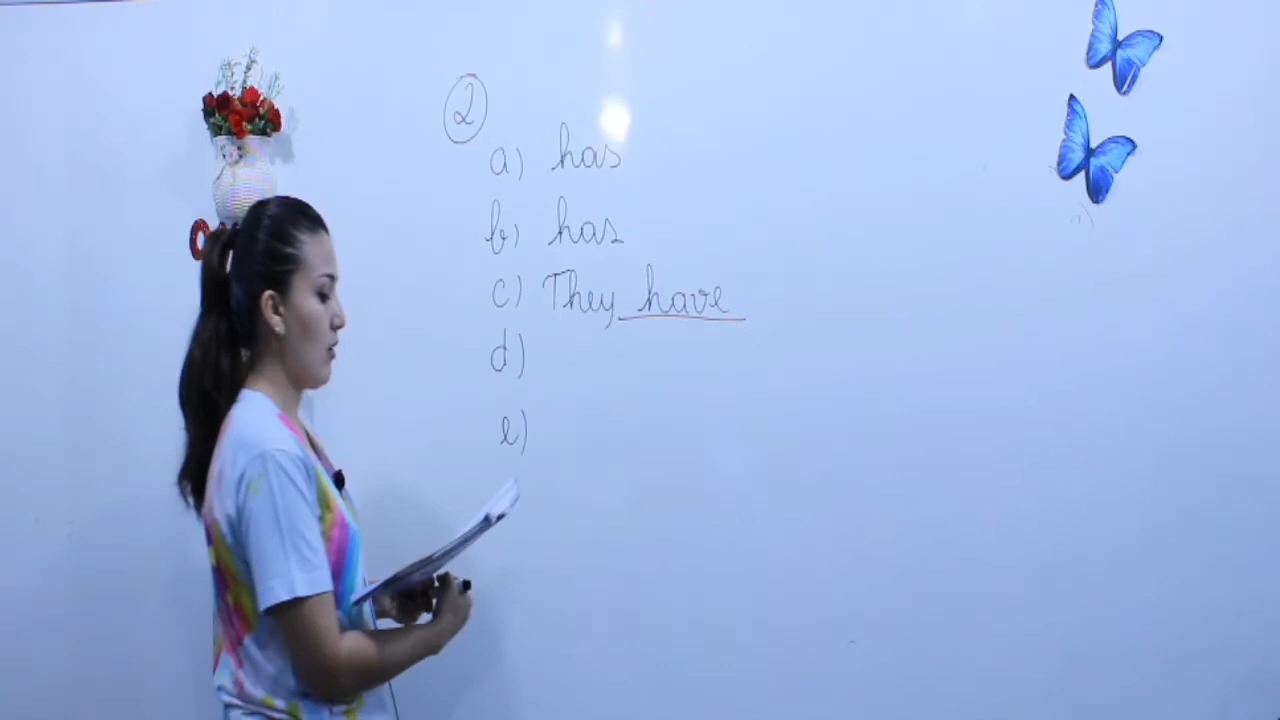 2
a) has
b) has
c) They have
d)
e)